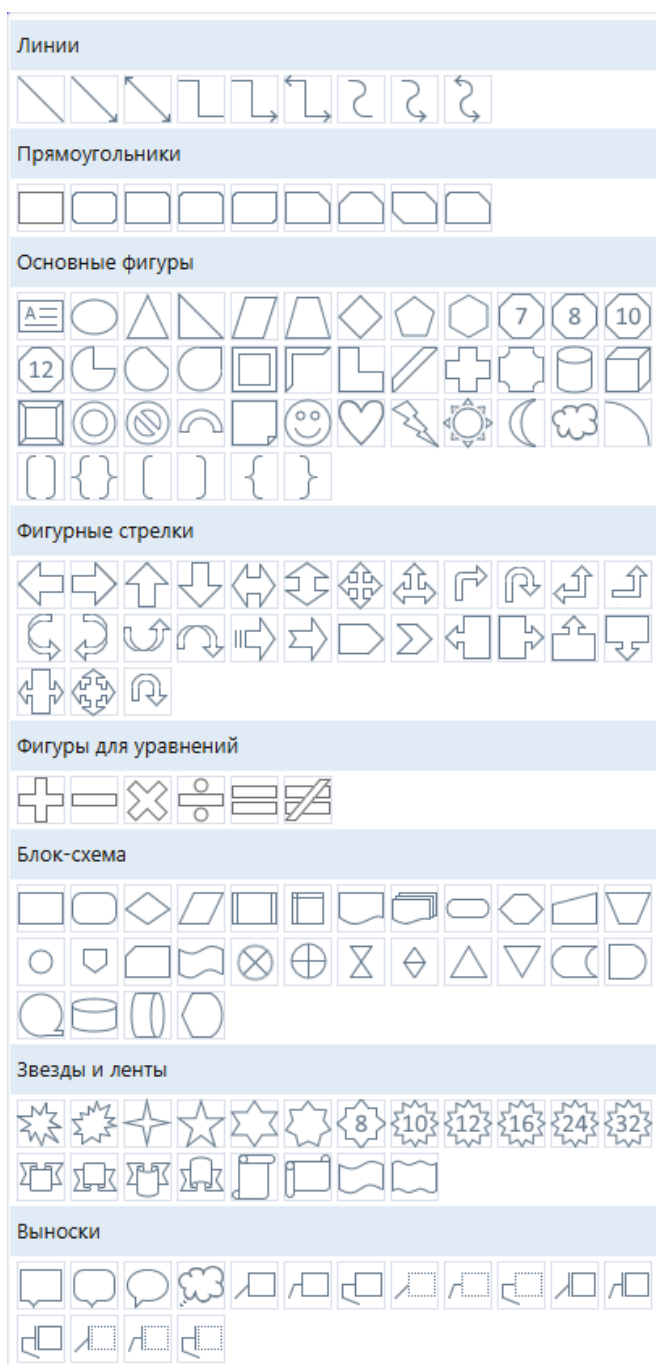 Линии
Прямоугольники
Основные фигуры
A
7 8 10
12
Фигурные стрелки
Фигуры для уравнений
Блок-схема
Звезды и ленты
8 10 12 16 24 32
Выноски